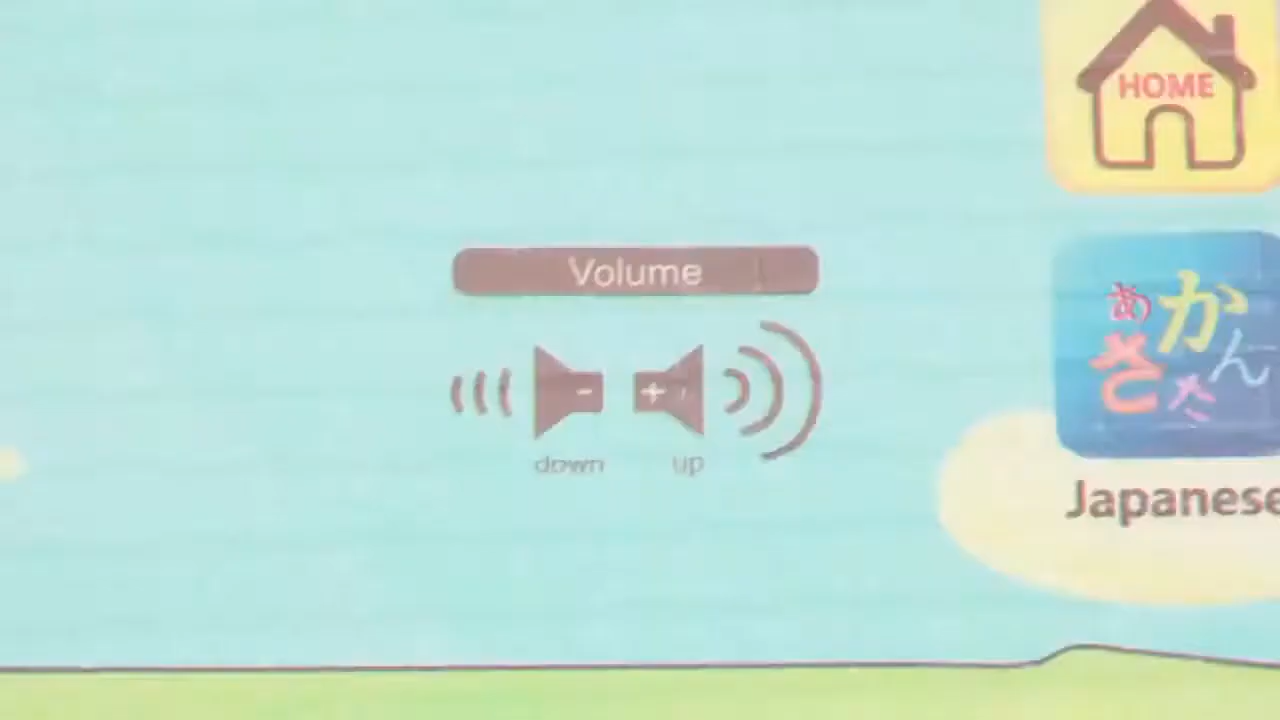 HOME
Volume
あかさたん
- +
down up
Japanese